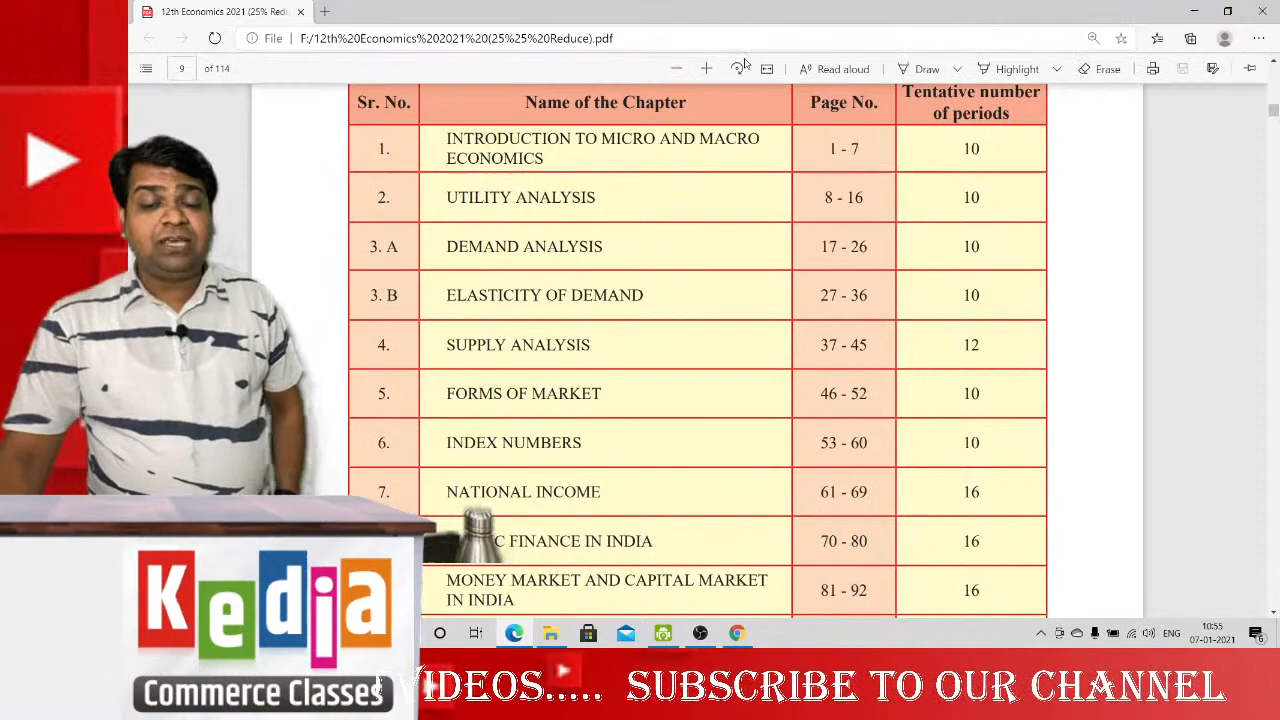 12th Economics 2021 (25% Redu
File F:/12th%20Economics%202021%20(25%25%20Reduce).pdf
9 of 114 Read aloud Draw Highlight Erase
Sr. No. Name of the Chapter Page No. Tentative number of periods
1. INTRODUCTION TO MICRO AND MACRO ECONOMICS 1 - 7 10
2. UTILITY ANALYSIS 8 - 16 10
3. A DEMAND ANALYSIS 17 - 26 10
3. B ELASTICITY OF DEMAND 27 - 36 10
4. SUPPLY ANALYSIS 37 - 45 12
5. FORMS OF MARKET 46 - 52 10
6. INDEX NUMBERS 53 - 60 10
7. NATIONAL INCOME 61 - 69 16
C FINANCE IN INDIA 70 - 80 16
MONEY MARKET AND CAPITAL MARKET IN INDIA 81 - 92 16
ENG 10:55
07-01-2021
Kedia
Commerce Classes
VIDEOS..... SUBSCRIBE TO OUR CHANNEL